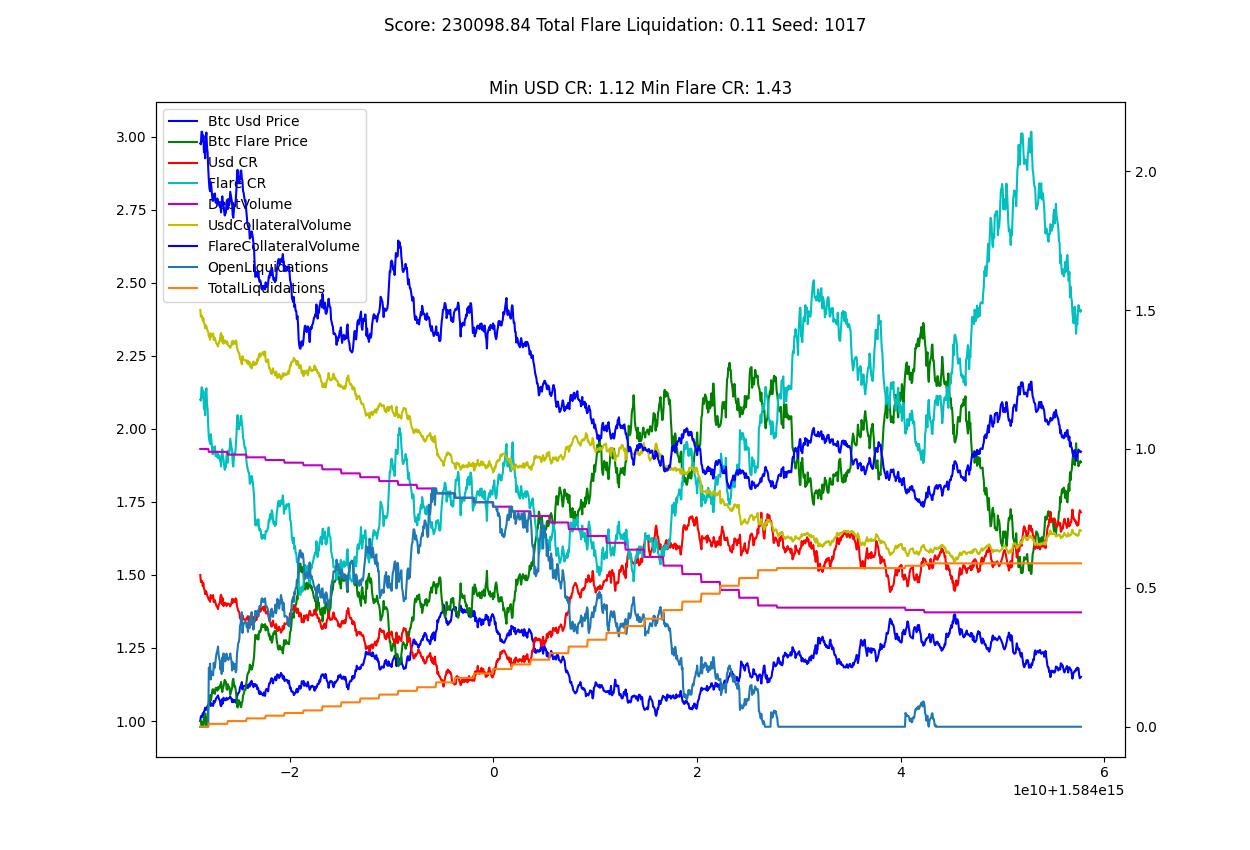 Score: 230098.84 Total Flare Liquidation: 0.11 Seed: 1017
Min USD CR: 1.12 Min Flare CR: 1.43
Btc Usd Price
Btc Flare Price
Usd CR
Flare CR
DebtVolume
UsdCollateralVolume
FlareCollateralVolume
OpenLiquidations
TotalLiquidations
3.00
2.75
2.50
2.25
2.00
1.75
1.50
1.25
1.00
2.0
1.5
1.0
0.5
0.0
−2
0
2
4
6
1e10+1.584e15